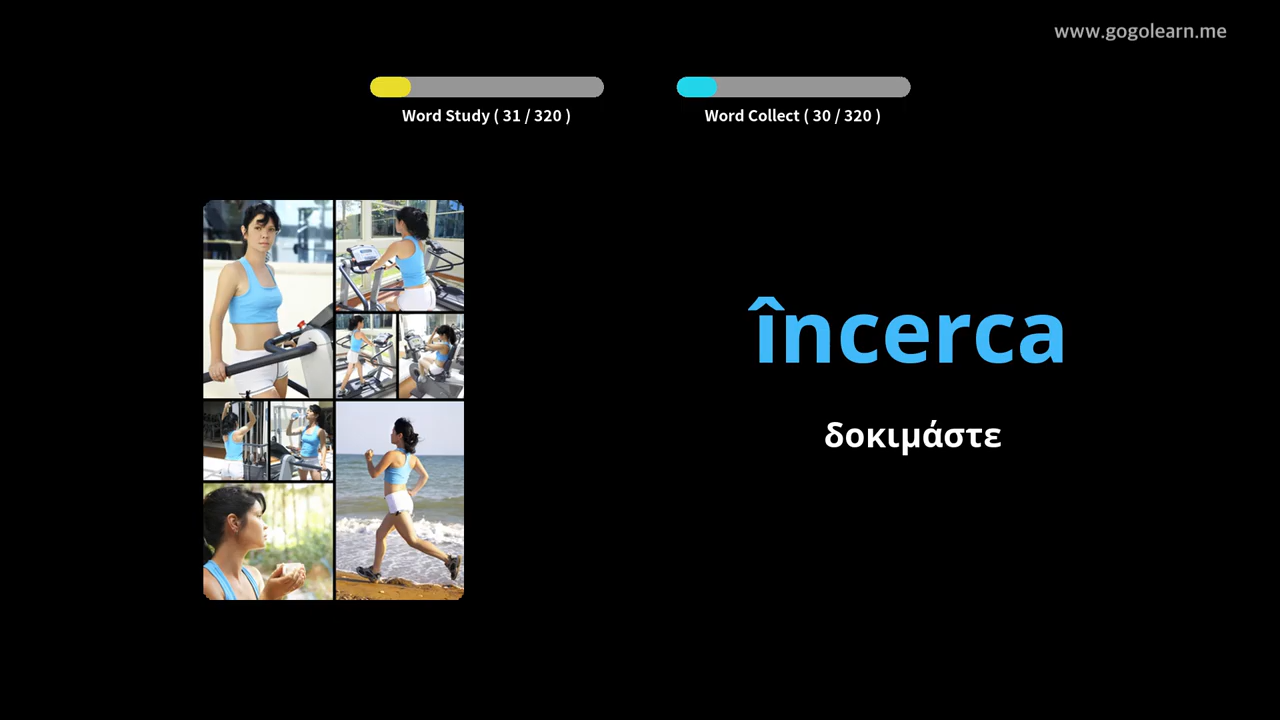 www.gogolearn.me
Word Study ( 31 / 320 )
Word Collect ( 30 / 320 )
încerca
δοκιμάστε